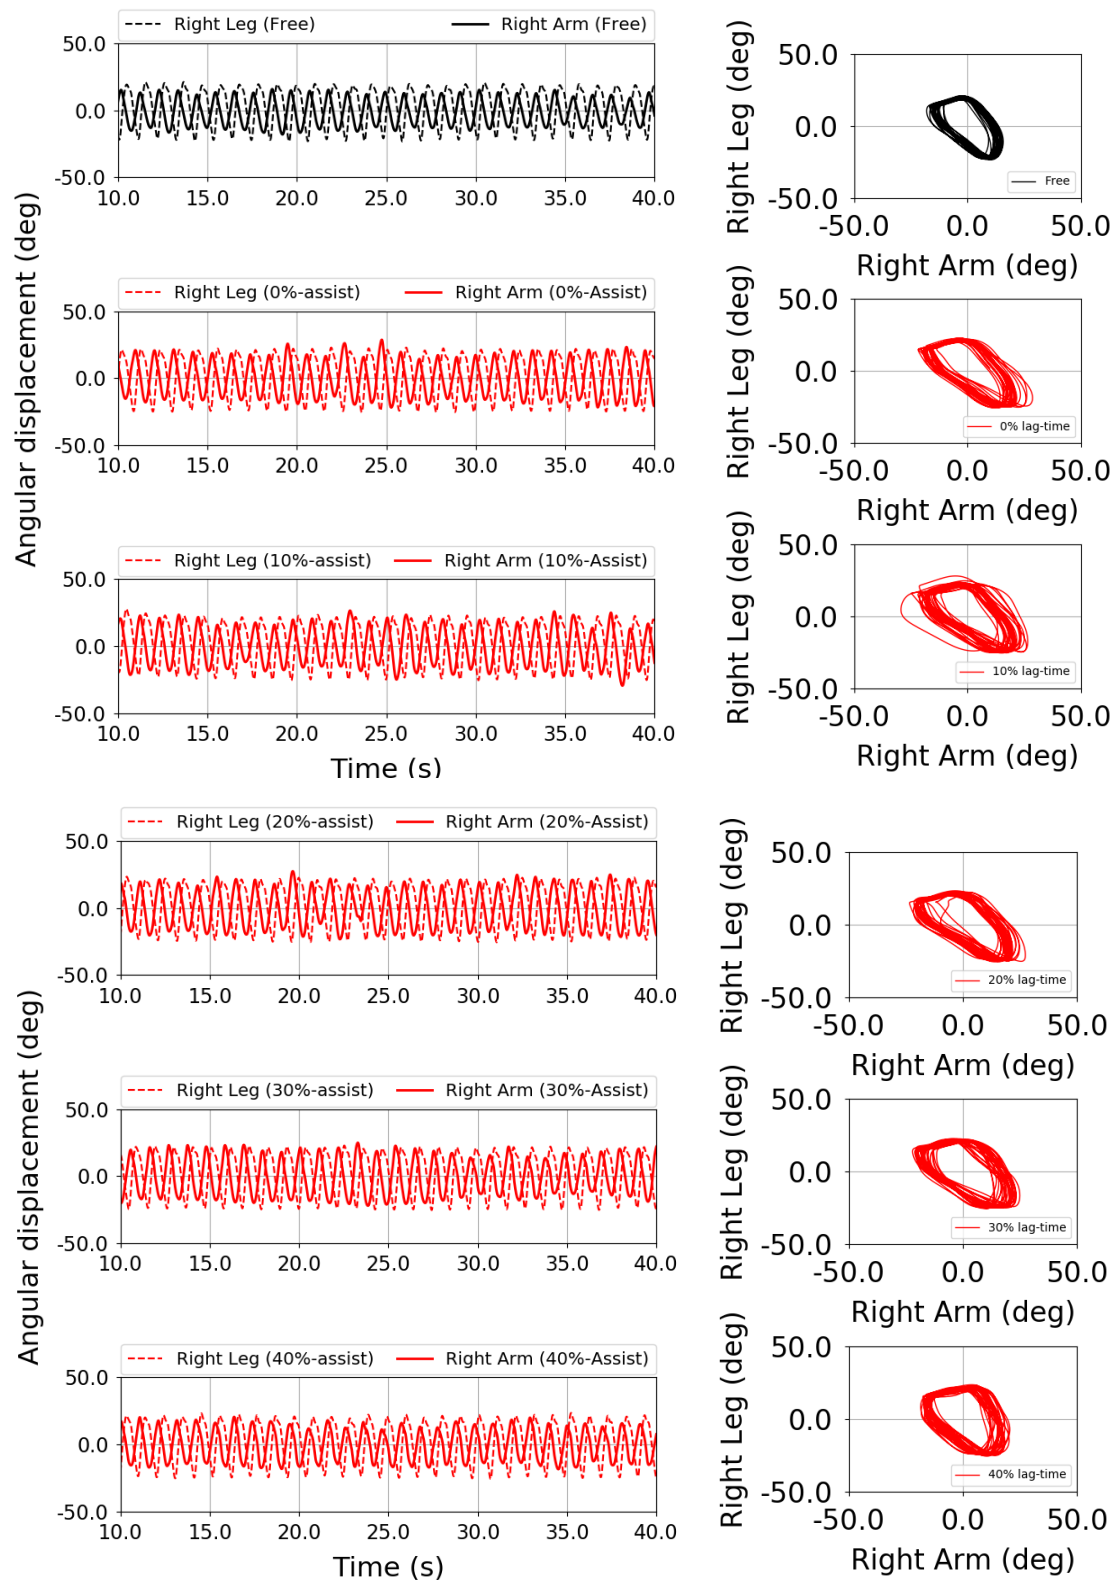 Right Leg (Free) Right Arm (Free)
50.0
0.0
-50.0
10.0 15.0 20.0 25.0 30.0 35.0 40.0
Right Leg (deg)
50.0
0.0
-50.0
Free
-50.0 0.0 50.0
Right Arm (deg)
Angular displacement (deg)
Right Leg (0%-assist) Right Arm (0%-Assist)
50.0
0.0
-50.0
10.0 15.0 20.0 25.0 30.0 35.0 40.0
Right Leg (deg)
50.0
0.0
-50.0
0% lag-time
-50.0 0.0 50.0
Right Arm (deg)
Right Leg (10%-assist) Right Arm (10%-Assist)
50.0
0.0
-50.0
10.0 15.0 20.0 25.0 30.0 35.0 40.0
Time (s)
Right Leg (deg)
50.0
0.0
-50.0
10% lag-time
-50.0 0.0 50.0
Right Arm (deg)
Right Leg (20%-assist) Right Arm (20%-Assist)
50.0
0.0
-50.0
10.0 15.0 20.0 25.0 30.0 35.0 40.0
Right Leg (deg)
50.0
0.0
-50.0
20% lag-time
-50.0 0.0 50.0
Right Arm (deg)
Angular displacement (deg)
Right Leg (30%-assist) Right Arm (30%-Assist)
50.0
0.0
-50.0
10.0 15.0 20.0 25.0 30.0 35.0 40.0
Right Leg (deg)
50.0
0.0
-50.0
30% lag-time
-50.0 0.0 50.0
Right Arm (deg)
Right Leg (40%-assist) Right Arm (40%-Assist)
50.0
0.0
-50.0
10.0 15.0 20.0 25.0 30.0 35.0 40.0
Time (s)
Right Leg (deg)
50.0
0.0
-50.0
40% lag-time
-50.0 0.0 50.0
Right Arm (deg)